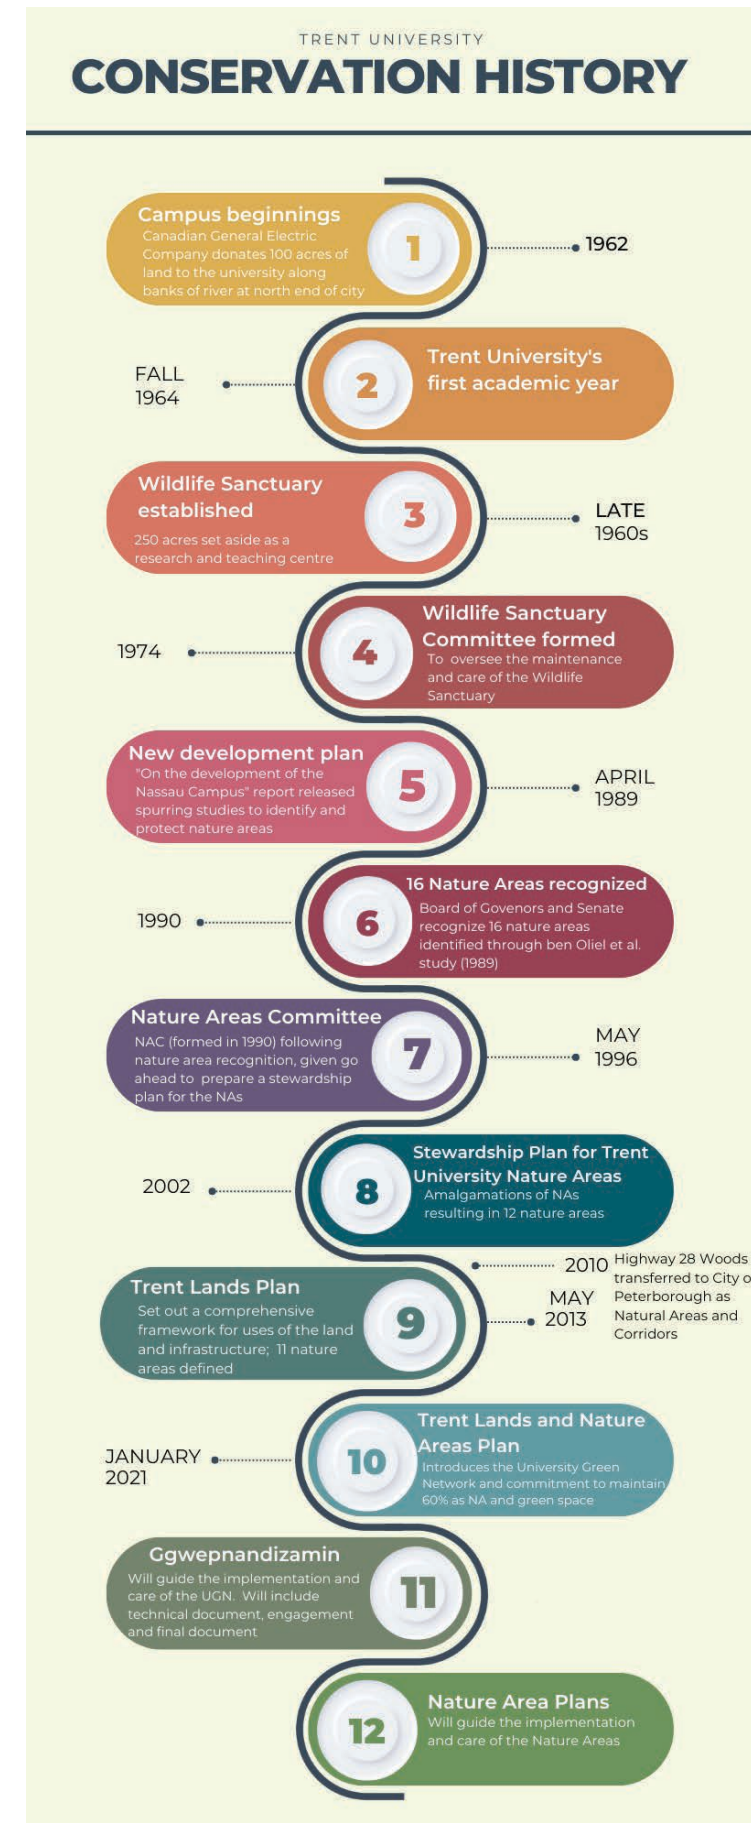 TRENT UNIVERSITY
CONSERVATION HISTORY
Campus beginnings
Canadian General Electric
Company donates 100 acres of
land to the university along
banks of river at north end of city
1
1962
FALL
1964
2
Trent University's
first academic year
Wildlife Sanctuary
established
250 acres set aside as a
research and teaching centre
3
LATE
1960s
1974
4
Wildlife Sanctuary
Committee formed
To oversee the maintenance
and care of the Wildlife
Sanctuary
New development plan
"On the development of the
Nassau Campus" report released
spurring studies to identify and
protect nature areas
5
APRIL
1989
1990
6
16 Nature Areas recognized
Board of Govenors and Senate
recognize 16 nature areas
identified through ben Oliel et al.
study (1989)
Nature Areas Committee
NAC (formed in 1990) following
nature area recognition, given go
ahead to prepare a stewardship
plan for the NAs
7
MAY
1996
2002
8
Stewardship Plan for Trent
University Nature Areas
Amalgamations of NAs
resulting in 12 nature areas
2010
Highway 28 Woods
transferred to City o
Peterborough as
Natural Areas and
Corridors
Trent Lands Plan
Set out a comprehensive
framework for uses of the land
and infrastructure; 11 nature
areas defined
9
MAY
2013
JANUARY
2021
10
Trent Lands and Nature
Areas Plan
Introduces the University Green
Network and commitment to maintain
60% as NA and green space
Ggwepnandizamin
Will guide the implementation and
care of the UGN. Will include
technical document, engagement
and final document
11
12
Nature Area Plans
Will guide the implementation
and care of the Nature Areas